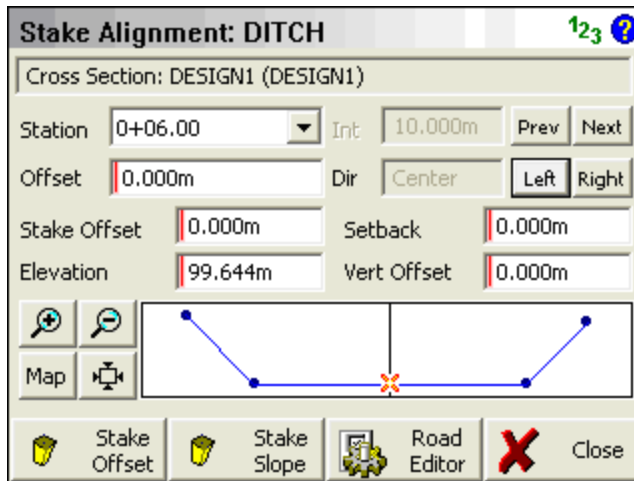 Stake Alignment: DITCH 123 ?
Cross Section: DESIGN1 (DESIGN1)
Station 0+06.00 Int 10.000m Prev Next
Offset 0.000m Dir Center Left Right
Stake Offset 0.000m Setback 0.000m
Elevation 99.644m Vert Offset 0.000m
Map
Stake Offset Stake Slope Road Editor Close